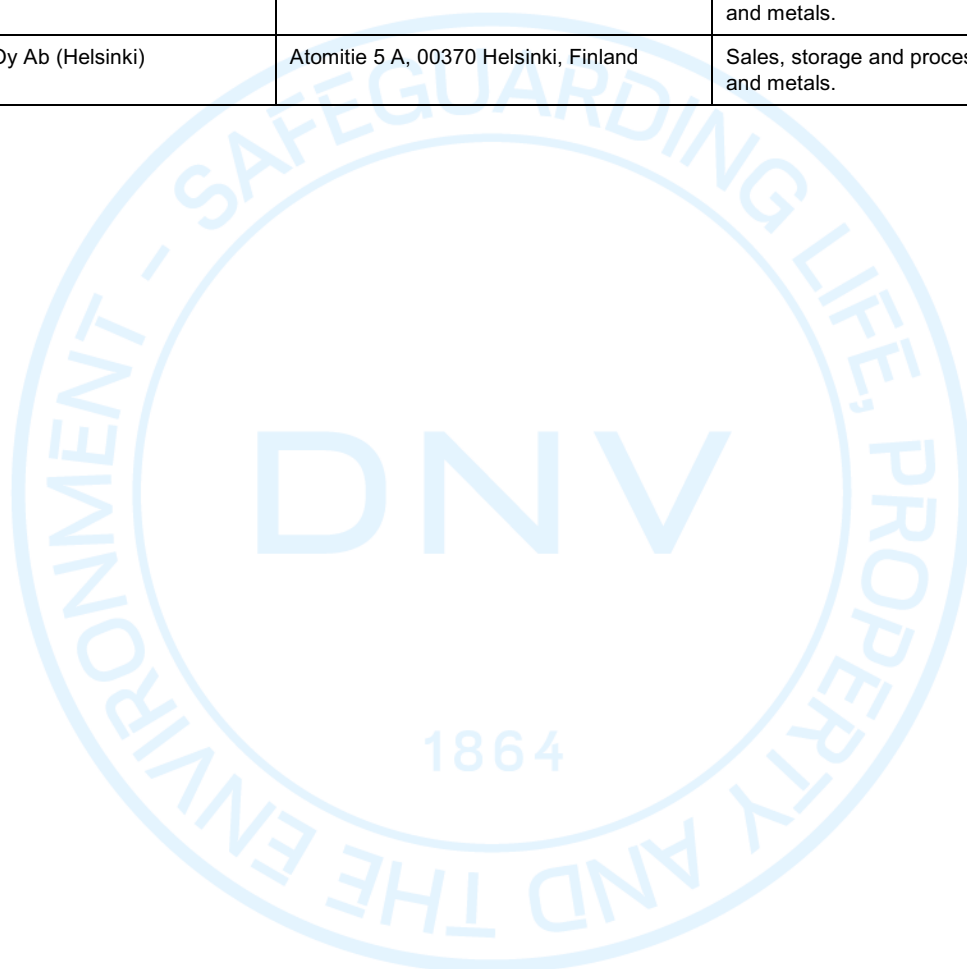 and metals.
Oy Ab (Helsinki)
Atomitie 5 A, 00370 Helsinki, Finland
Sales, storage and
and metals.
SAFEGUARDING LIFE, PROPERTY AND THE ENVIRONMENT -
DNV
1864